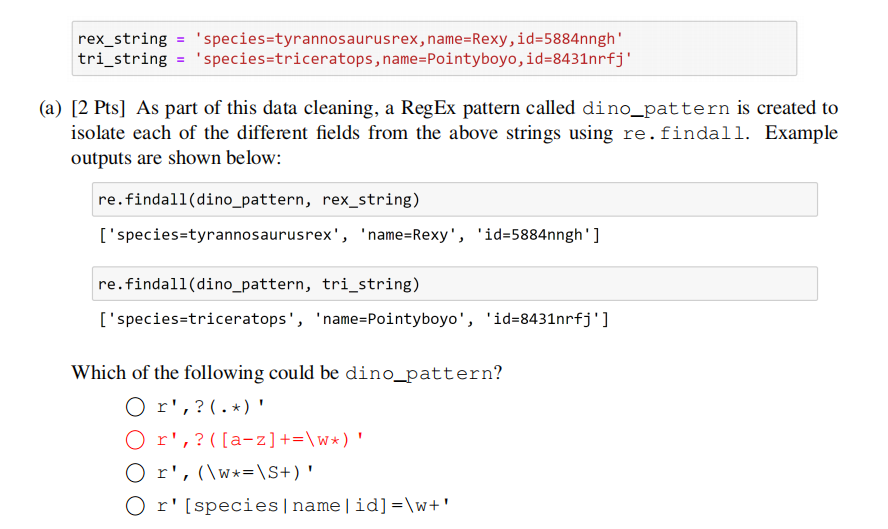 rex_string = 'species=tyrannosaurusrex,name=Rexy,id=5884nngh'
tri_string = 'species=triceratops,name=Pointyboyo,id=8431nrfj'
(a) [2 Pts] As part of this data cleaning, a RegEx pattern called dino_pattern is created to
isolate each of the different fields from the above strings using re.findall. Example
outputs are shown below:
re.findall(dino_pattern, rex_string)
['species=tyrannosaurusrex', 'name=Rexy', 'id=5884nngh']
re.findall(dino_pattern, tri_string)
['species=triceratops', 'name=Pointyboyo', 'id=8431nrfj']
Which of the following could be dino_pattern?
r',?(.*)'
r',?([a-z]+=\w*)'
r',(\w*=\S+)'
r'[species|name|id]=\w+'